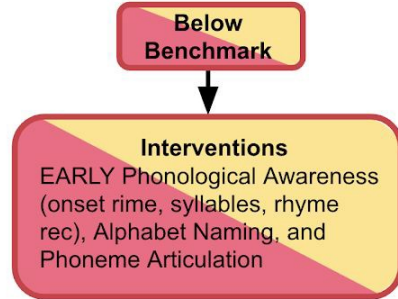 Below
Benchmark
Interventions
EARLY Phonological Awareness
(onset rime, syllables, rhyme
rec), Alphabet Naming, and
Phoneme Articulation